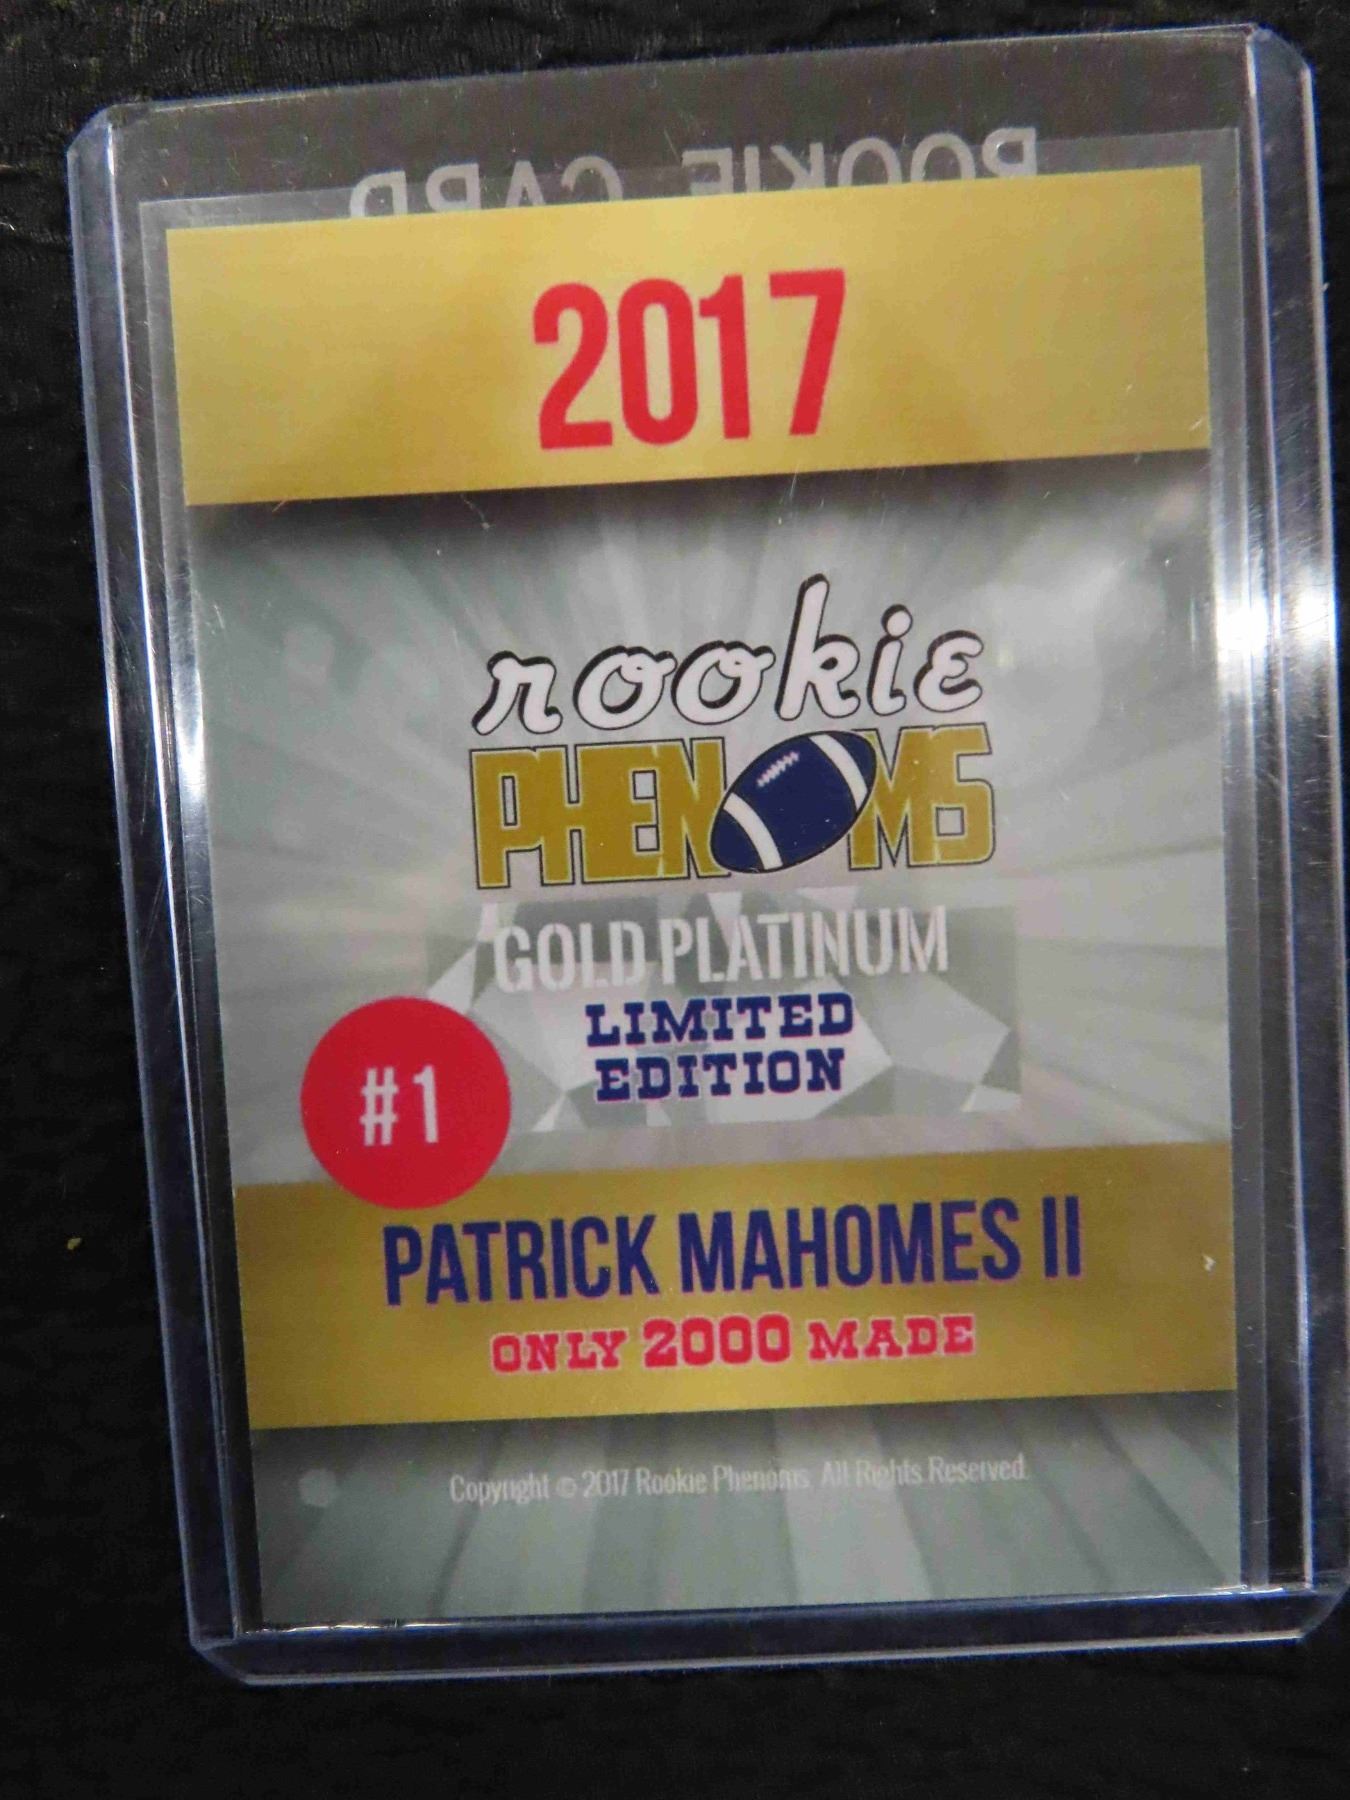 ROOKIE CARD
2017
rookie
PHENOMS
GOLD PLATINUM
LIMITED
EDITION
#1
PATRICK MAHOMES II
ONLY 2000 MADE
Copyright © 2017 Rookie Phenoms. All Rights Reserved.